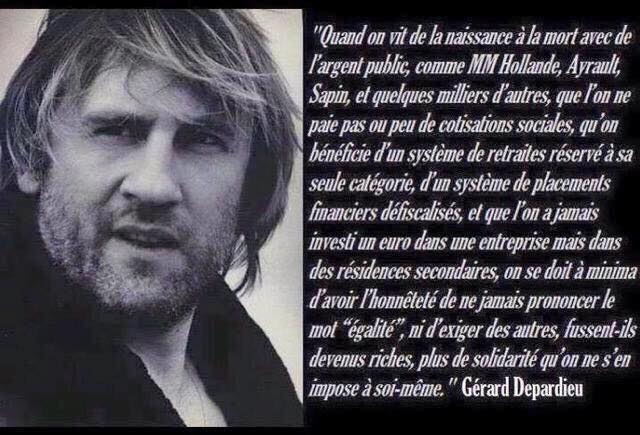 "Quand on vit de la naissance à la mort avec de
l'argent public, comme MM Hollande, Ayrault,
Sapin, et quelques milliers d'autres, que l'on ne
paie pas ou peu de cotisations sociales, qu'on
bénéficie d'un système de retraites réservé à sa
seule catégorie, d'un système de placements
financiers défiscalisés, et que l'on a jamais
investi un euro dans une entreprise mais dans
des résidences secondaires, on se doit à minima
d'avoir l'honnêteté de ne jamais prononcer le
mot "égalité", ni d'exiger des autres, fussent-ils
devenus riches, plus de solidarité qu'on ne s'en
impose à soi-même." Gérard Depardieu